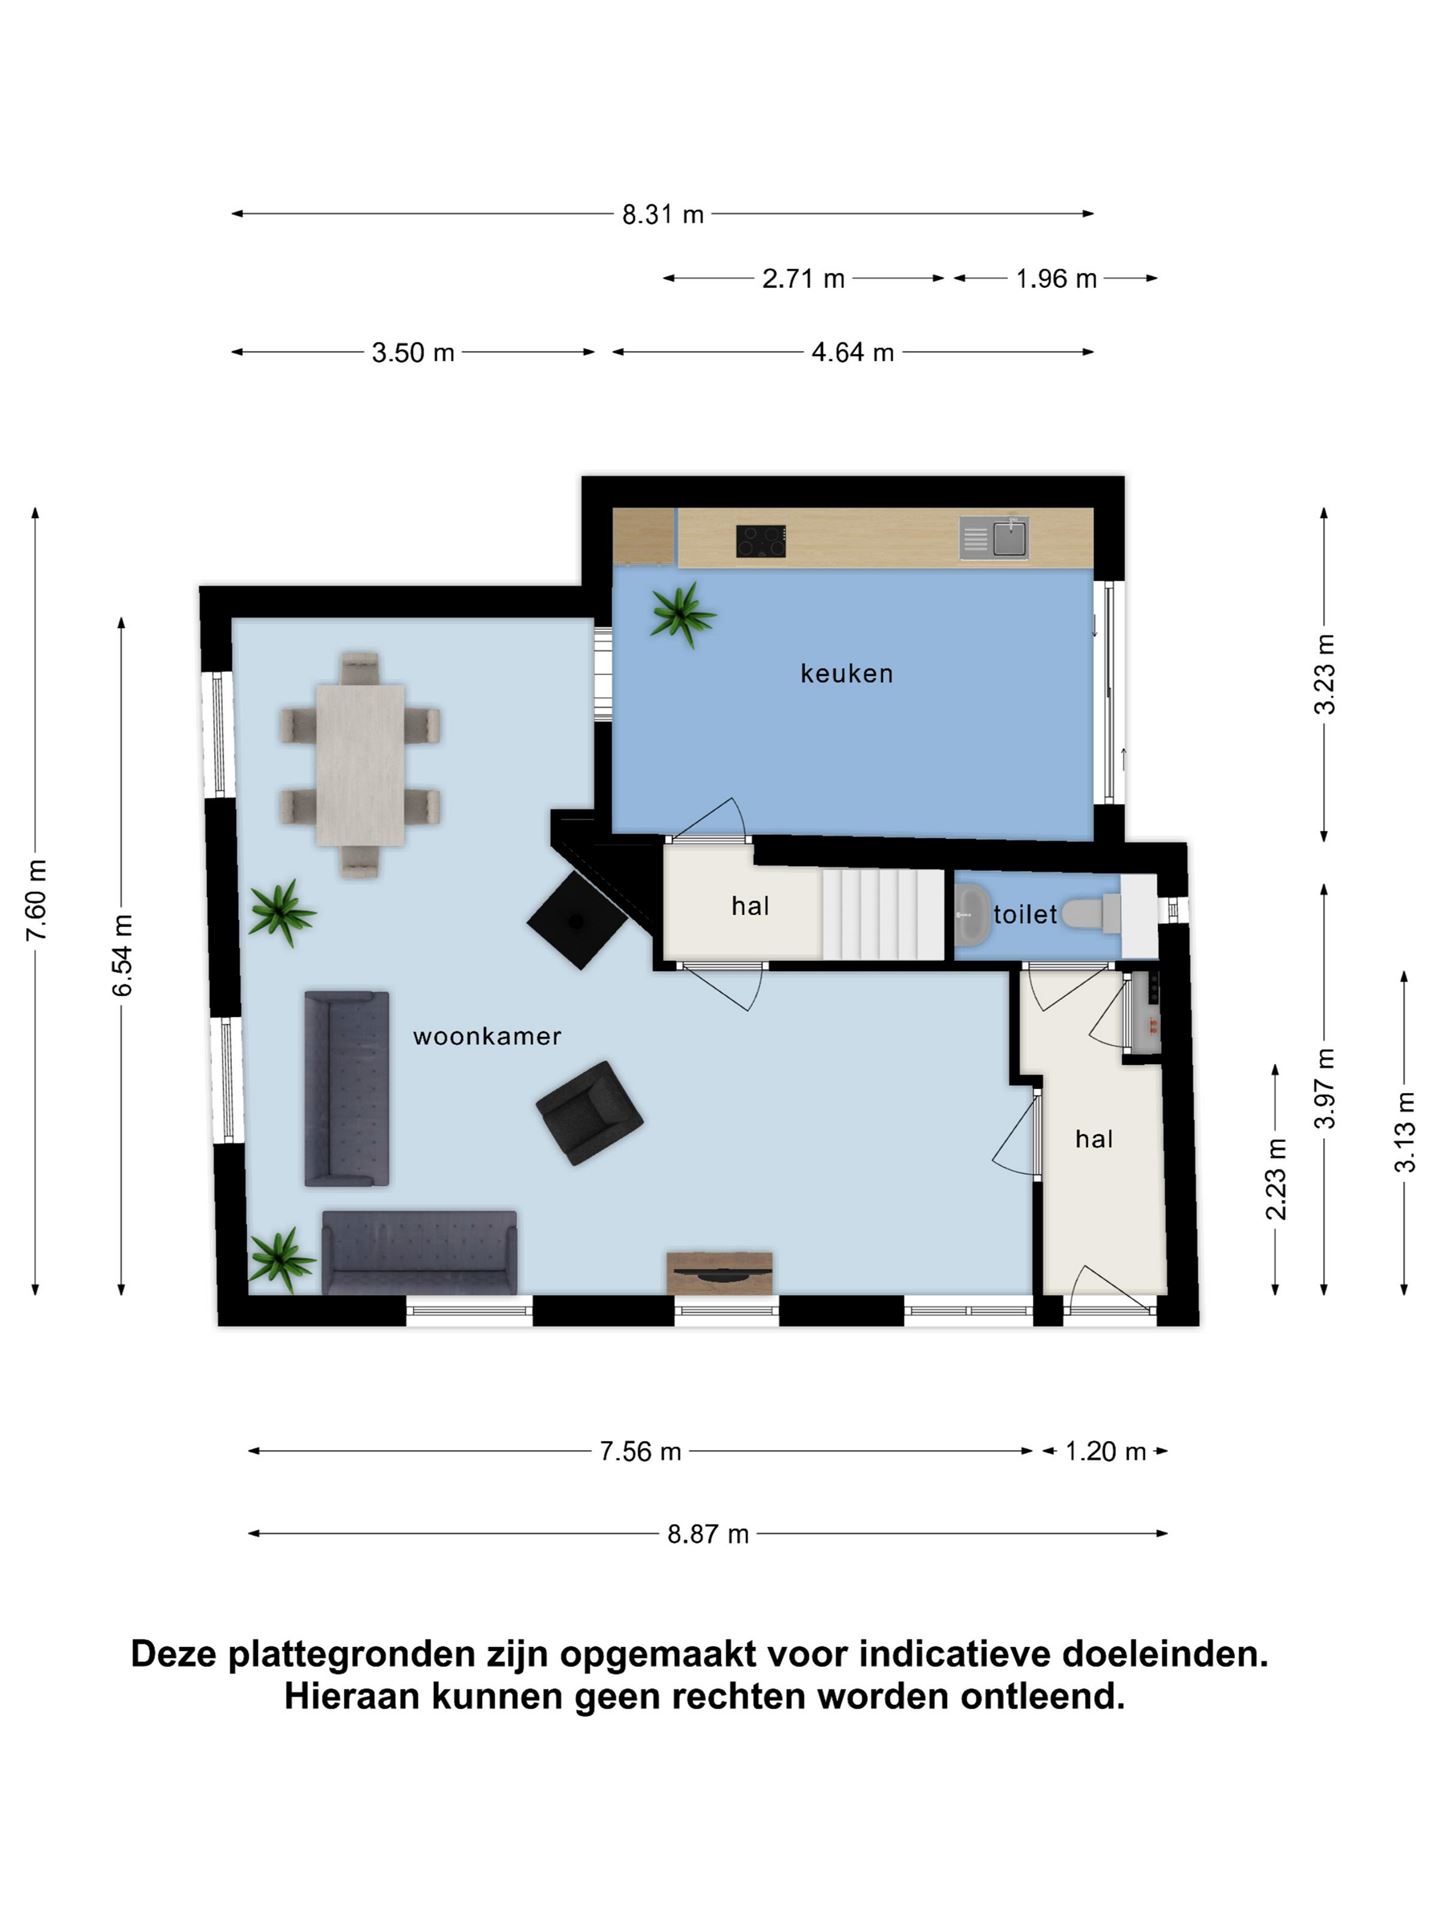 8.31 m
2.71 m
1.96 m
3.50 m
4.64 m
keuken
3.23 m
7.60 m
6.54 m
hal
toilet
woonkamer
hal
2.23 m
3.97 m
3.13 m
7.56 m
1.20 m
8.87 m
Deze plattegronden zijn opgemaakt voor indicatieve doeleinden.
Hieraan kunnen geen rechten worden ontleend.